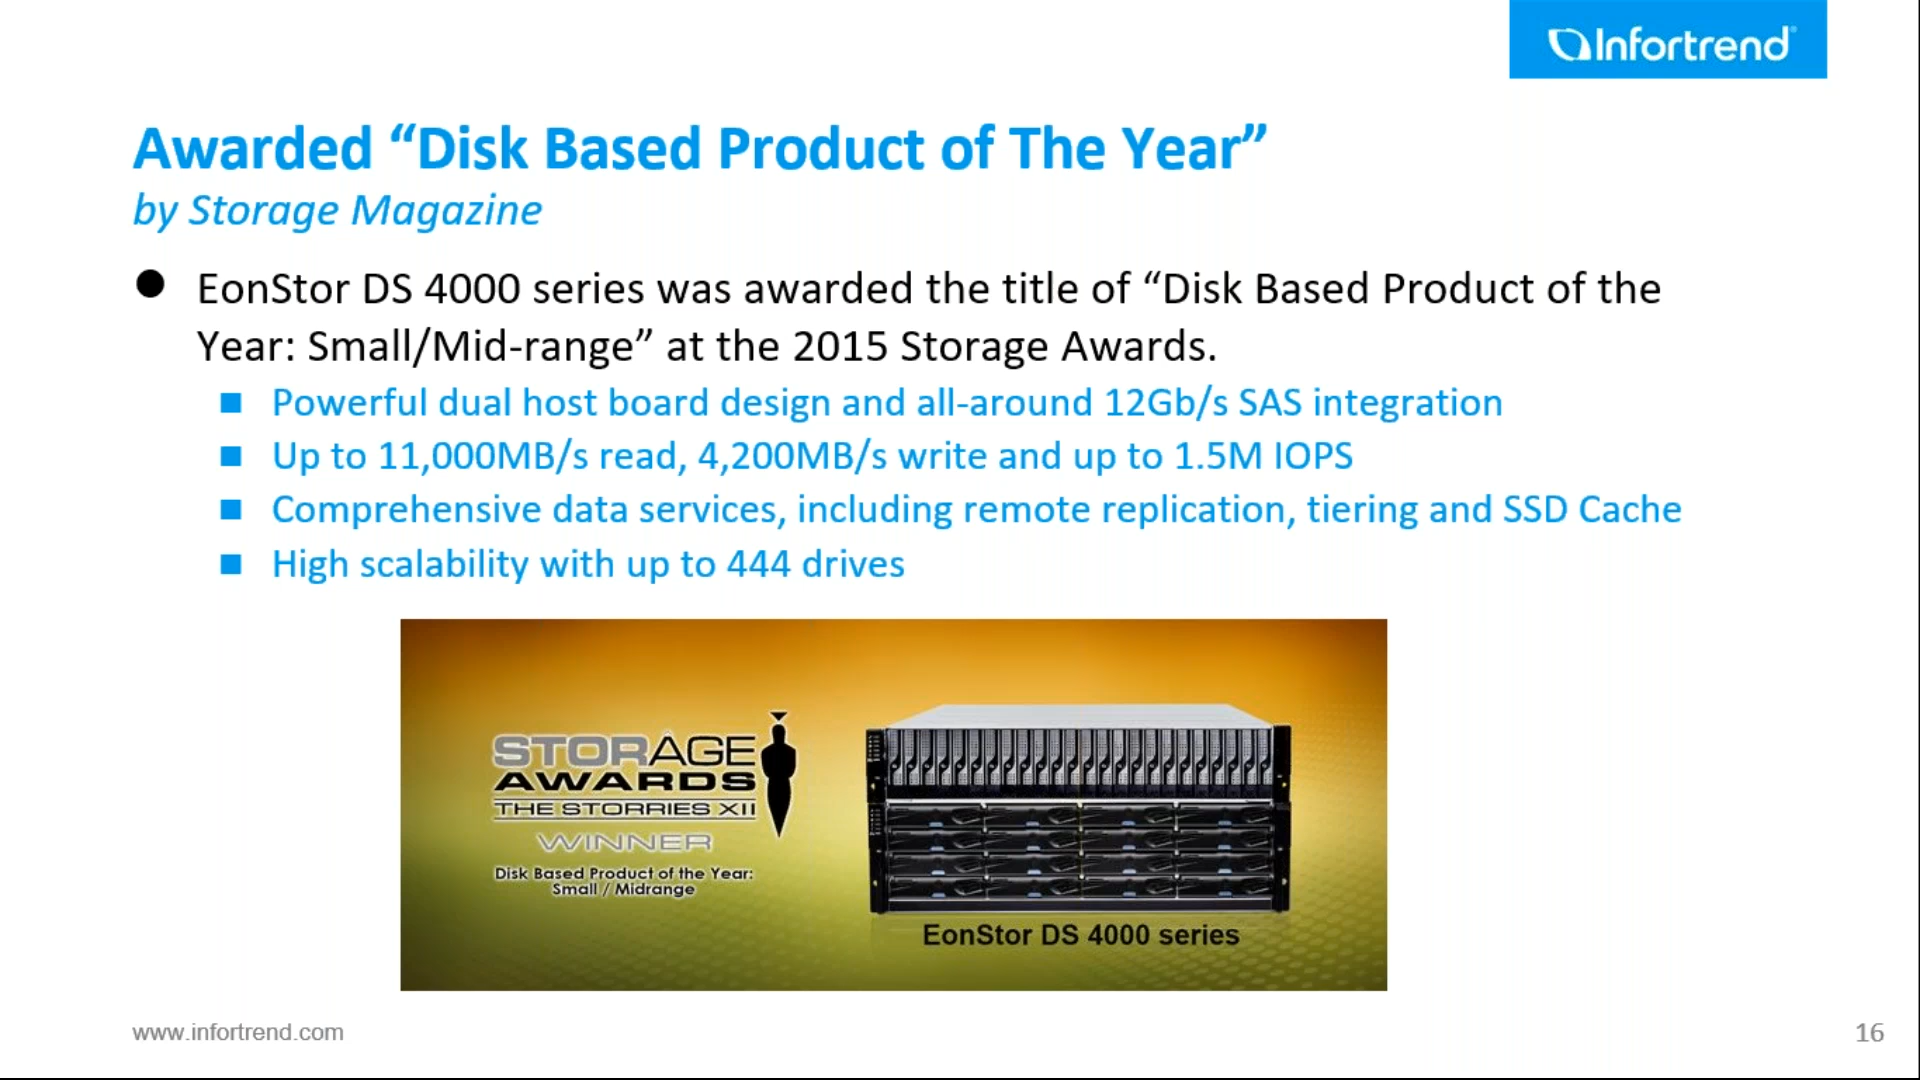 Infortrend®
Awarded “Disk Based Product of The Year”
by Storage Magazine
● EonStor DS 4000 series was awarded the title of “Disk Based Product of the
Year: Small/Mid-range” at the 2015 Storage Awards.
■ Powerful dual host board design and all-around 12Gb/s SAS integration
■ Up to 11,000MB/s read, 4,200MB/s write and up to 1.5M IOPS
■ Comprehensive data services, including remote replication, tiering and SSD Cache
■ High scalability with up to 444 drives
STORAGE
AWARDS
THE STORRIES XII
WINNER
Disk Based Product of the Year:
Small / Midrange
EonStor DS 4000 series
www.infortrend.com
16